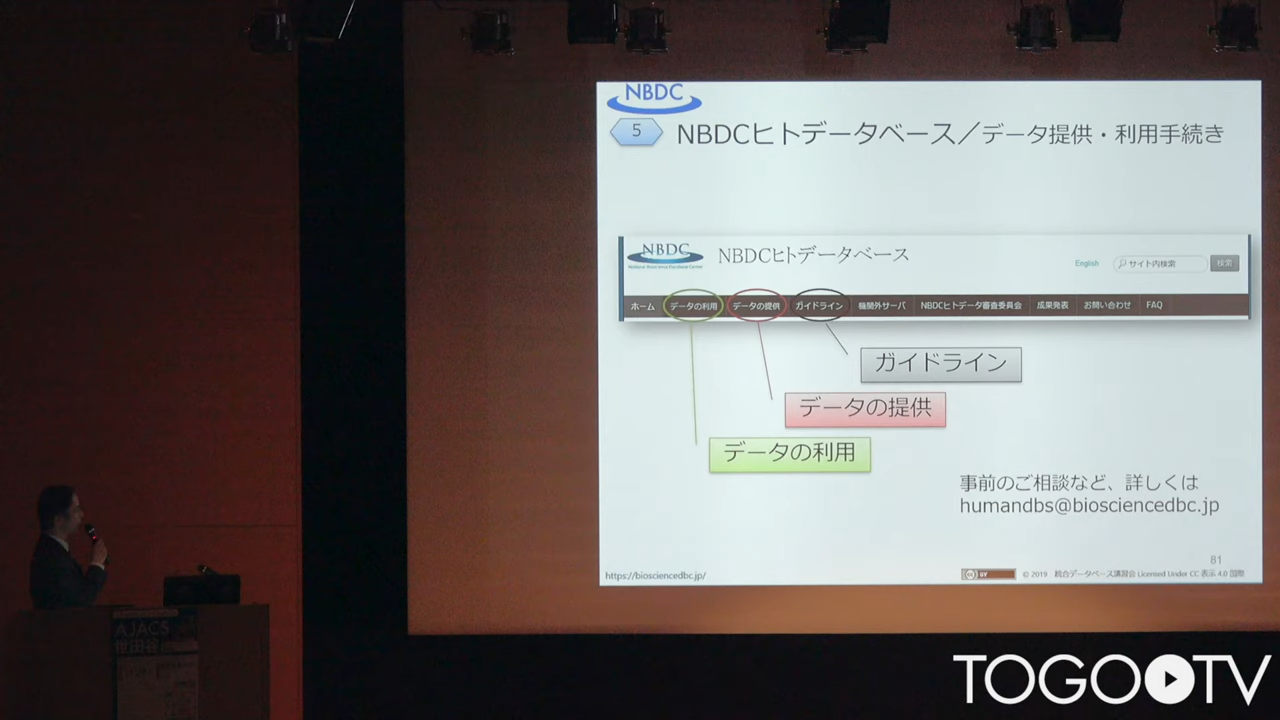 NBDC
5
NBDCヒトデータベース／データ提供・利用手続き
NBDC
NBDCヒトデータベース
English
サイト内検索
検索
ホーム
データの利用
データの提供
ガイドライン
機関外サーバ
NBDCヒトデータ審査委員会
成果発表
お問い合わせ
FAQ
ガイドライン
データの提供
データの利用
事前のご相談など、詳しくは
humandbs@biosciencedbc.jp
81
https://biosciencedbc.jp/
cc BY
© 2019 統合データベース講習会 Licensed Under CC 表示 4.0 国際
AJACS
世田谷
TOGO TV